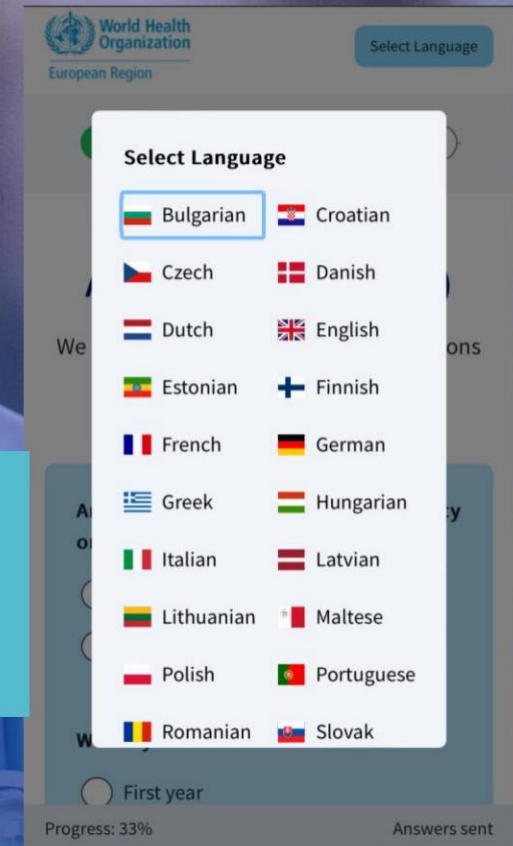 World Health
Organization
European Region
Select Language
Select Language
Bulgarian Croatian
Czech Danish
Dutch English
We ons
Estonian Finnish
French German
Greek Hungarian
Italian Latvian
Lithuanian Maltese
Polish Portuguese
Romanian Slovak
First year
Progress: 33% Answers sent